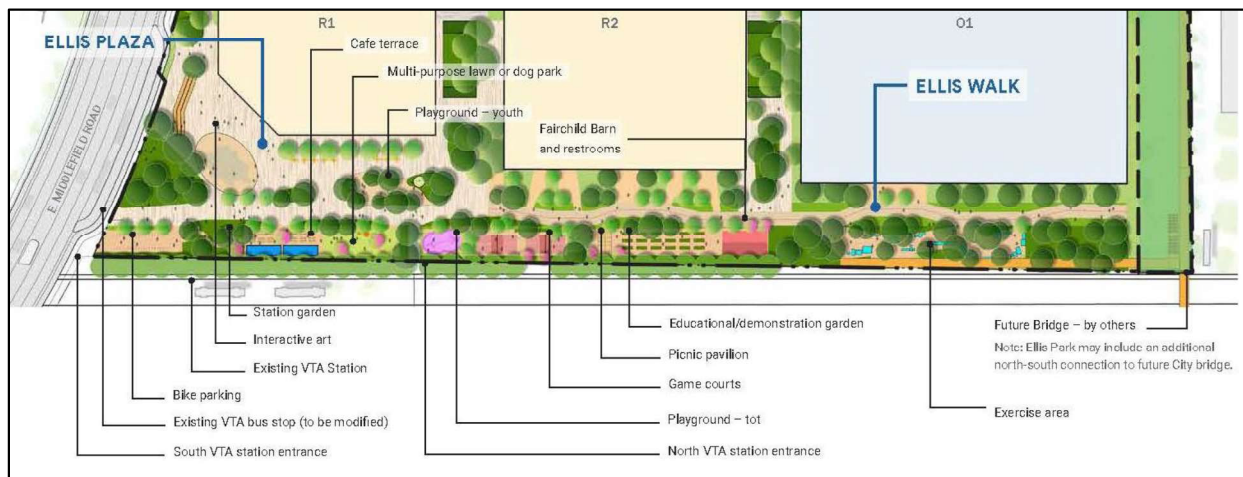 R1
R2
O1
ELLIS PLAZA
Cafe terrace
Multi-purpose lawn or dog park
Playground – youth
ELLIS WALK
Fairchild Barn
and restrooms
E. MIDDLEFIELD ROAD
Station garden
Interactive art
Existing VTA Station
Bike parking
Existing VTA bus stop (to be modified)
South VTA station entrance
Educational/demonstration garden
Picnic pavilion
Game courts
Playground – tot
North VTA station entrance
Future Bridge – by others
Note: Ellis Park may include an additional
north-south connection to future City bridge.
Exercise area